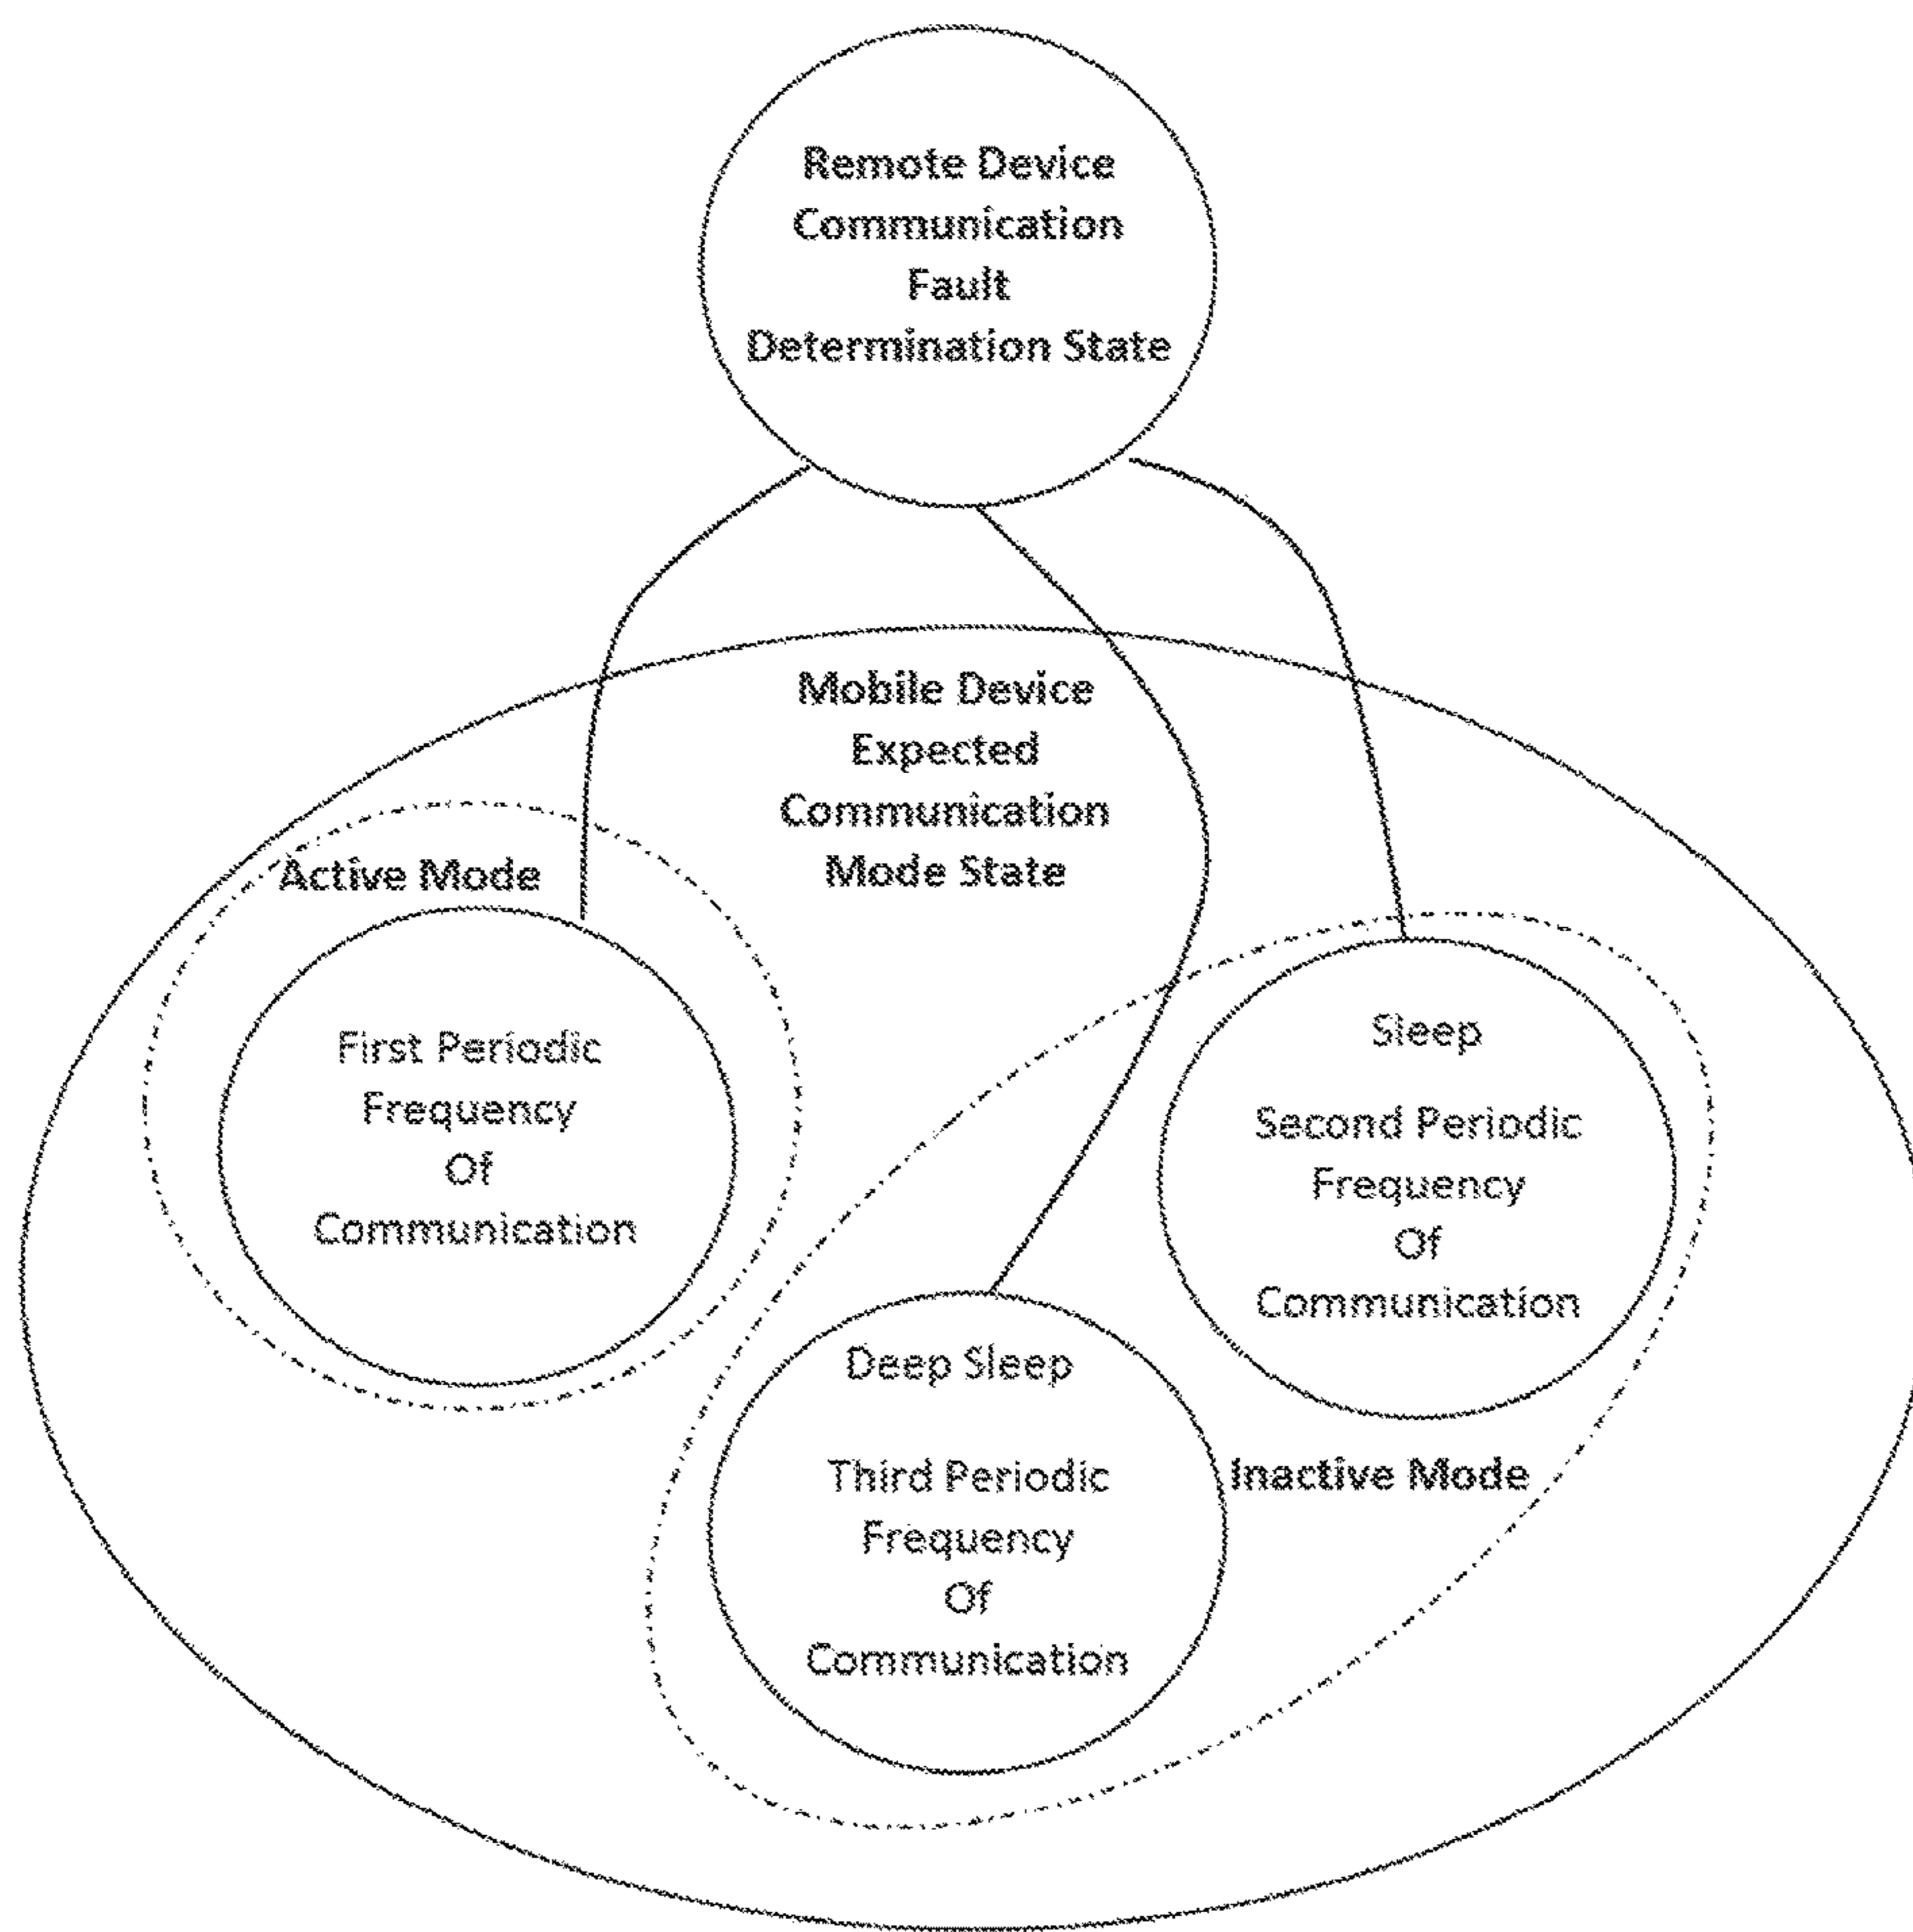 Remote Device
Communication
Fault
Determination State
Mobile Device
Expected
Communication
Mode State
Active Mode
First Periodic
Frequency
Of
Communication
Sleep
Second Periodic
Frequency
Of
Communication
Deep Sleep
Third Periodic
Frequency
Of
Communication
Inactive Mode